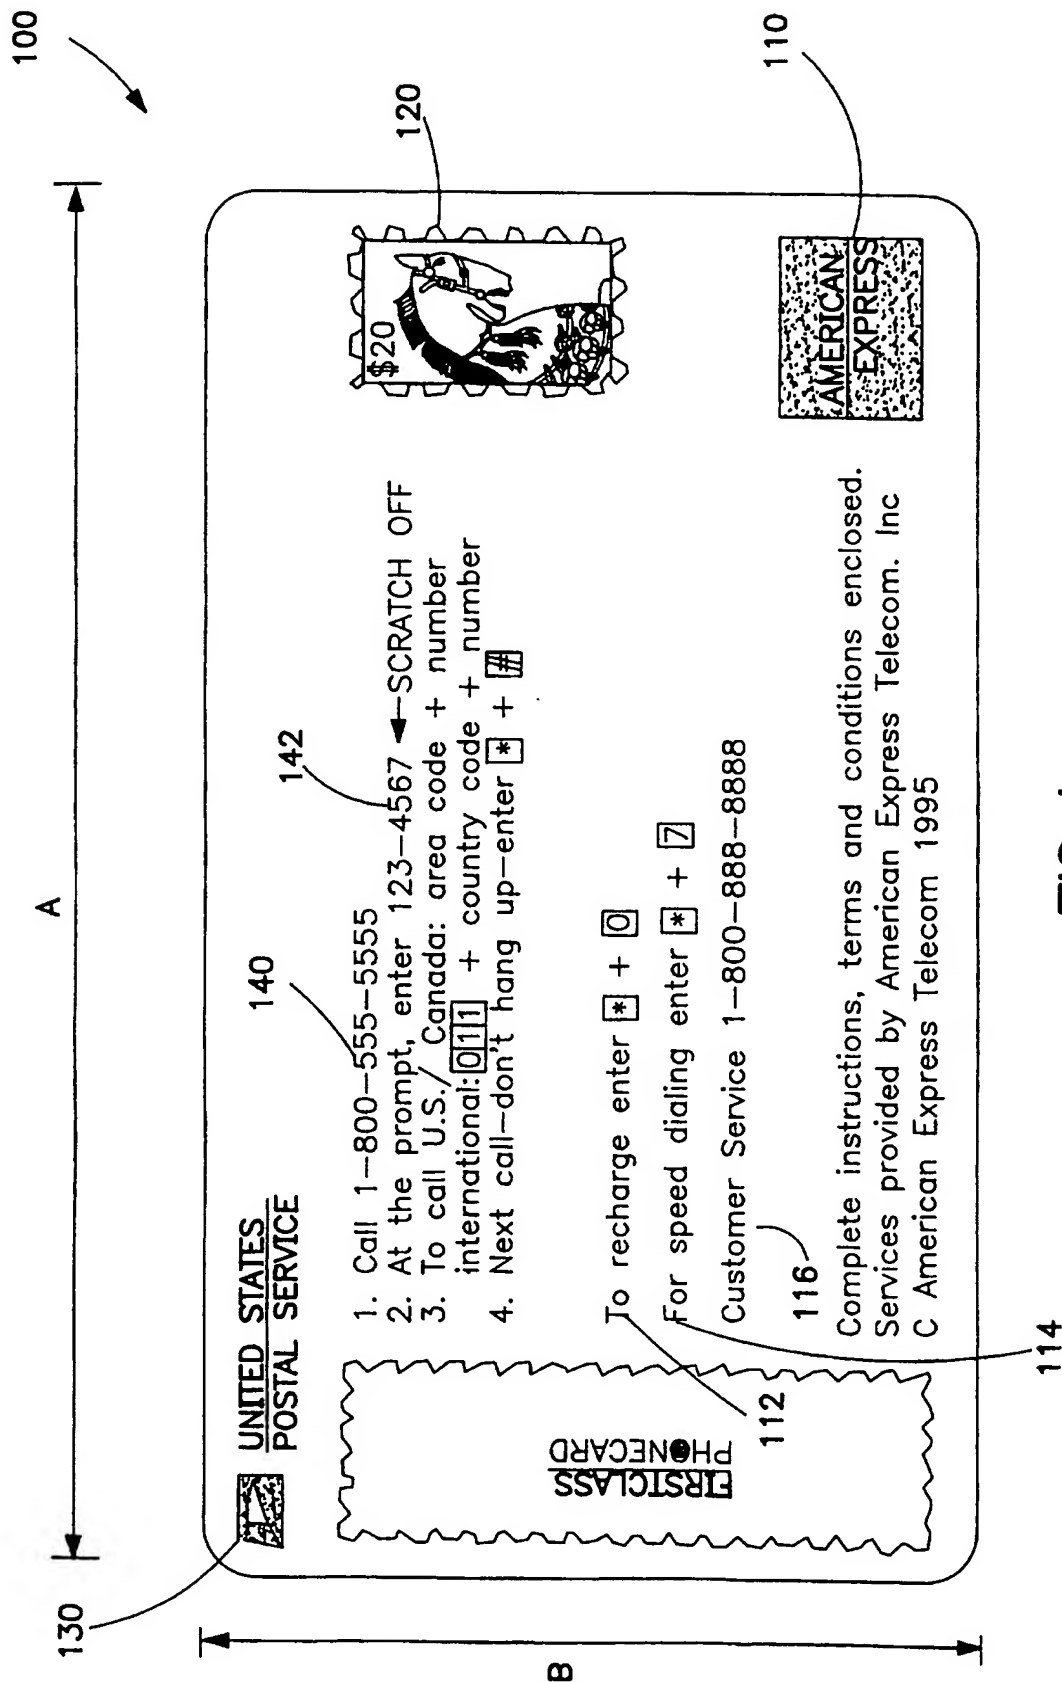 100
A
120
110
130
UNITED STATES
POSTAL SERVICE
$20
140
142
1. Call 1-800-555-5555
2. At the prompt, enter 123-4567 ←SCRATCH OFF
3. To call U.S./ Canada: area code + number
international: 011 + country code + number
4. Next call-don't hang up-enter * + #
To recharge enter * + 0
For speed dialing enter * + 7
Customer Service 1-800-888-8888
116
Complete instructions, terms and conditions enclosed.
Services provided by American Express Telecom. Inc
C American Express Telecom 1995
AMERICAN
EXPRESS
FIRSTCLASS
PHONECARD
112
114
B